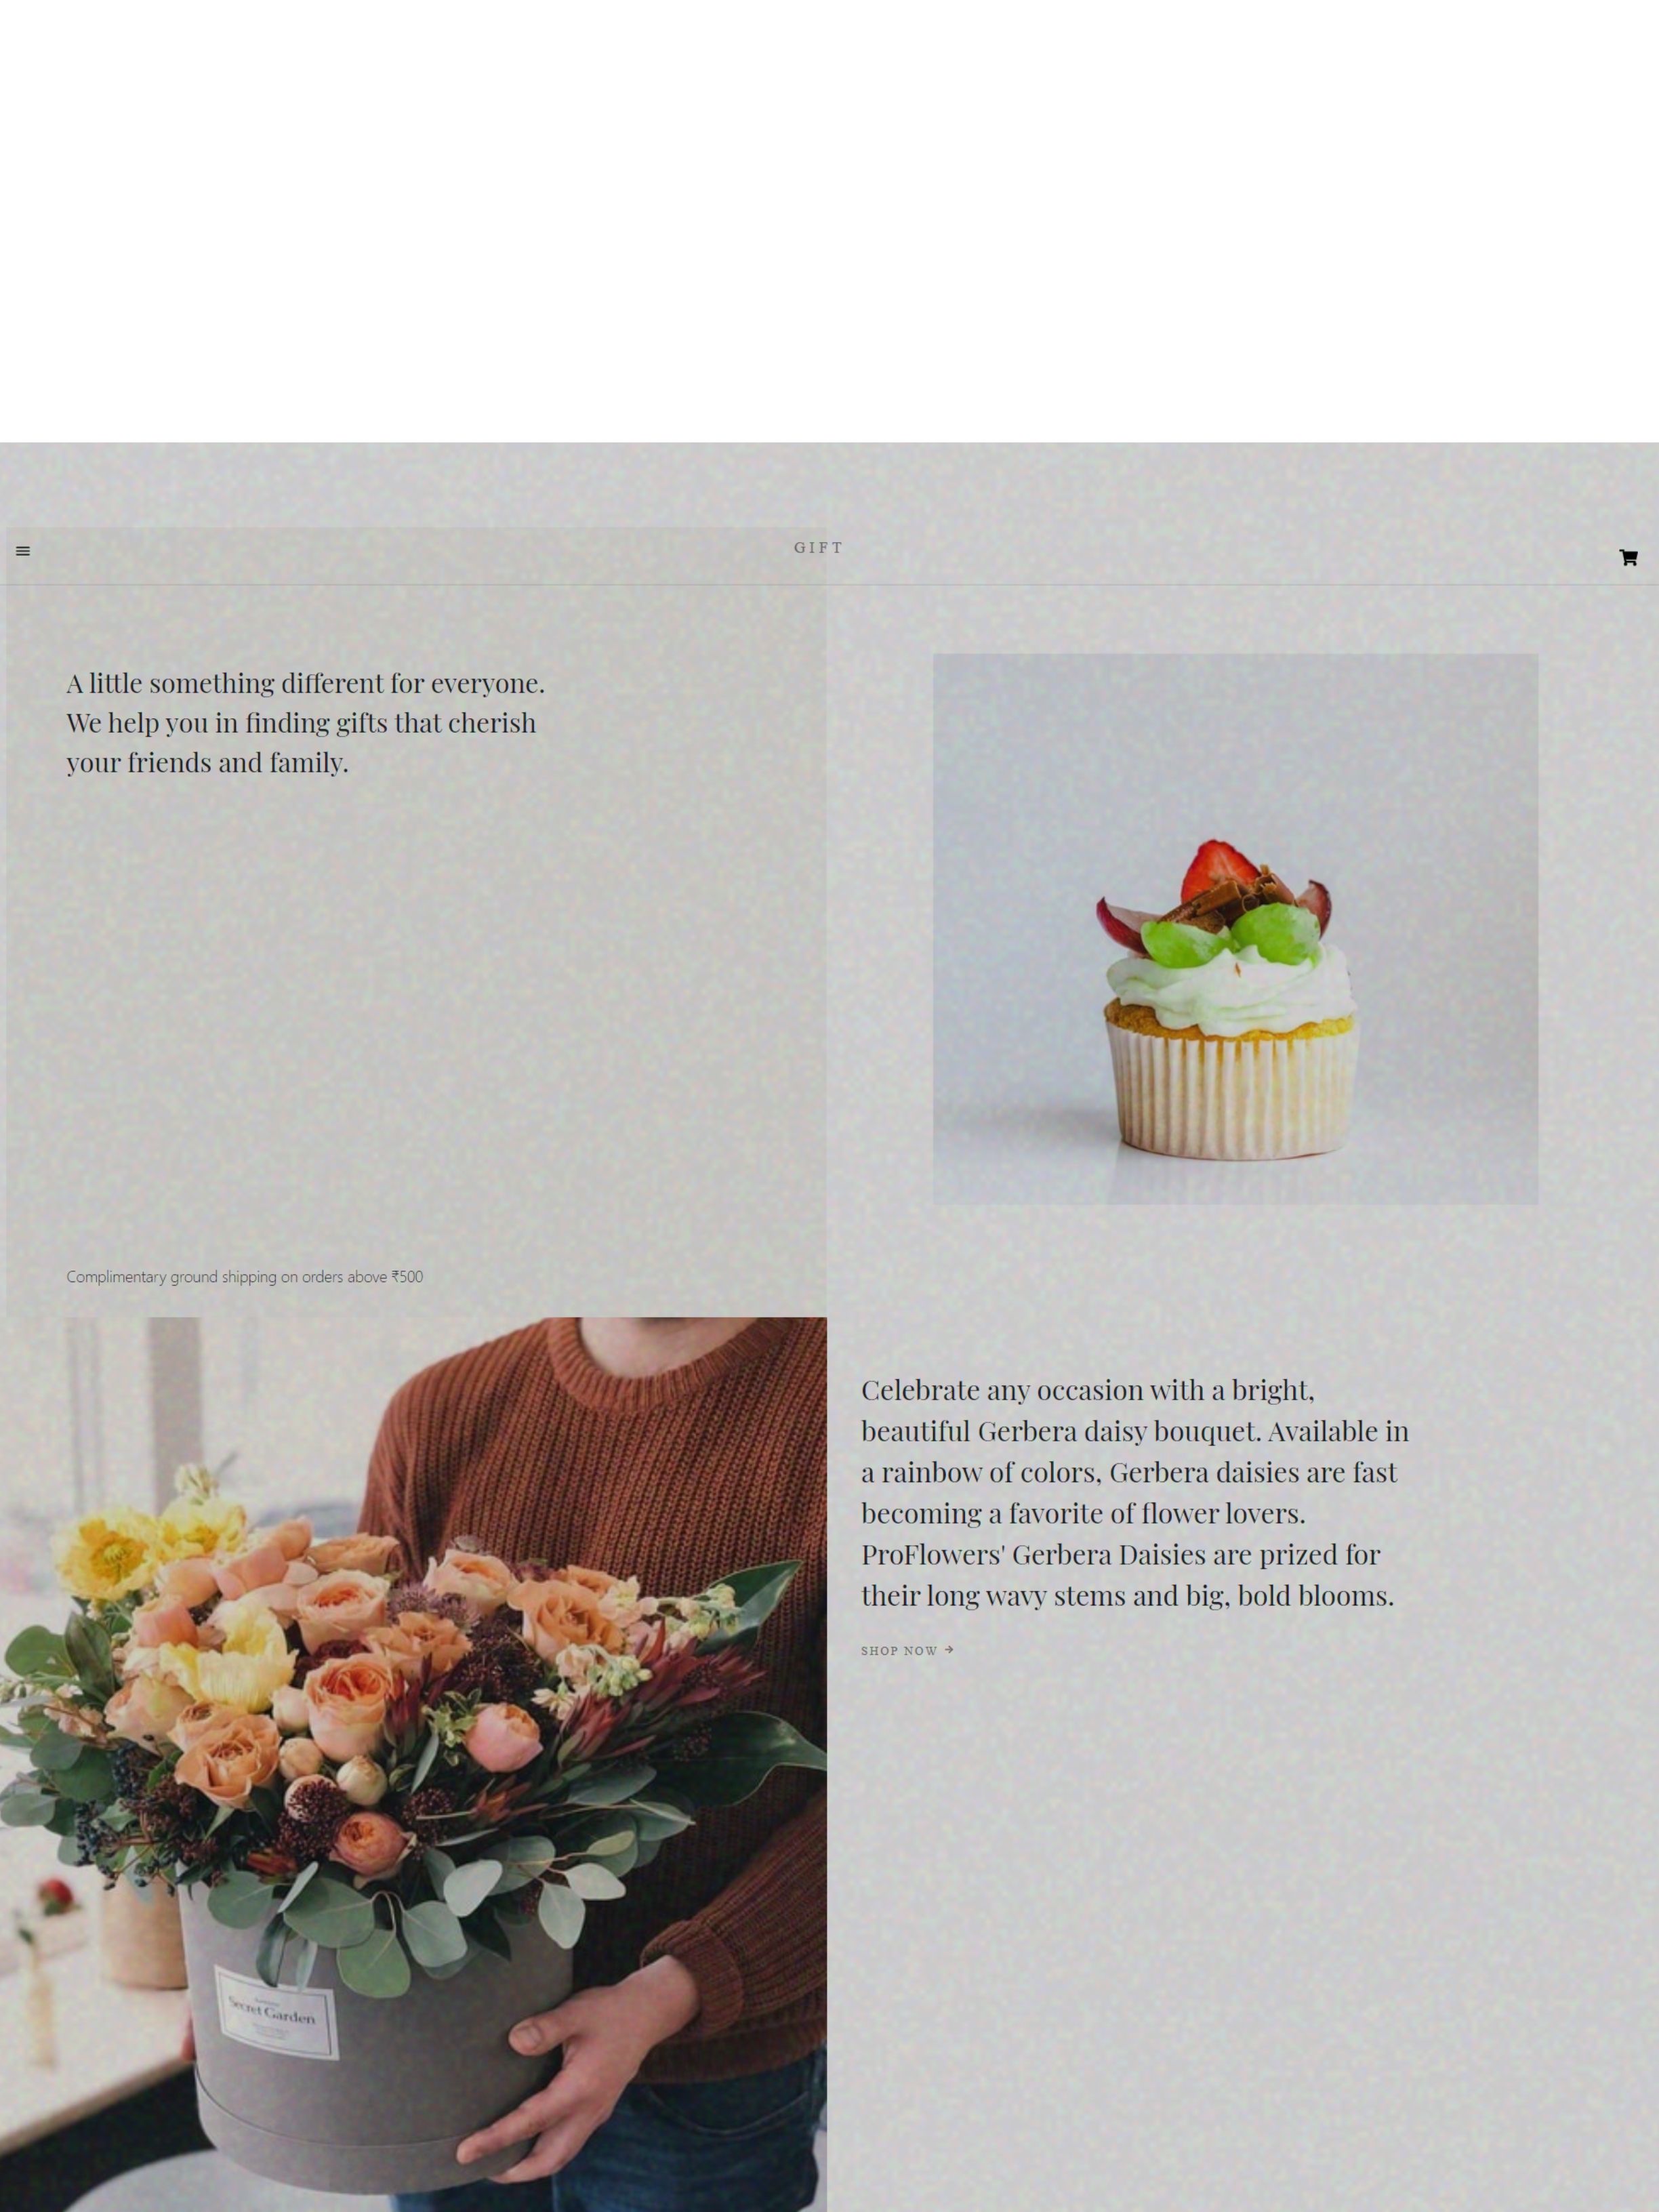 GIFT
A little something different for everyone.
We help you in finding gifts that cherish
your friends and family.
Complimentary ground shipping on orders above ₹500
Celebrate any occasion with a bright,
beautiful Gerbera daisy bouquet. Available in
a rainbow of colors, Gerbera daisies are fast
becoming a favorite of flower lovers.
ProFlowers' Gerbera Daisies are prized for
their long wavy stems and big, bold blooms.
SHOP NOW →
Secret Garden